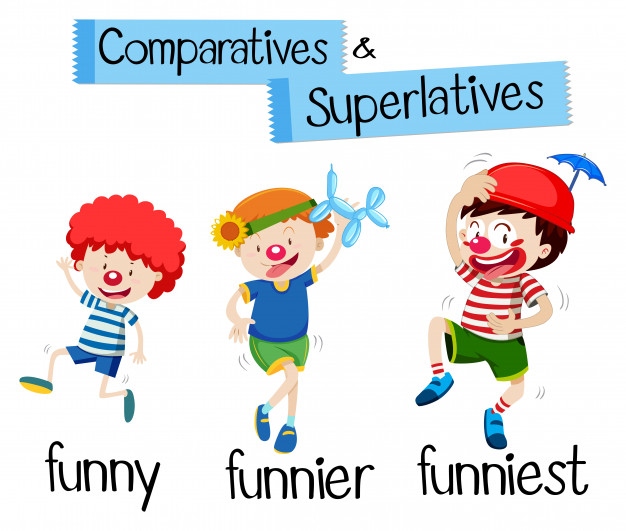 Comparatives &
Superlatives
funny funnier funniest